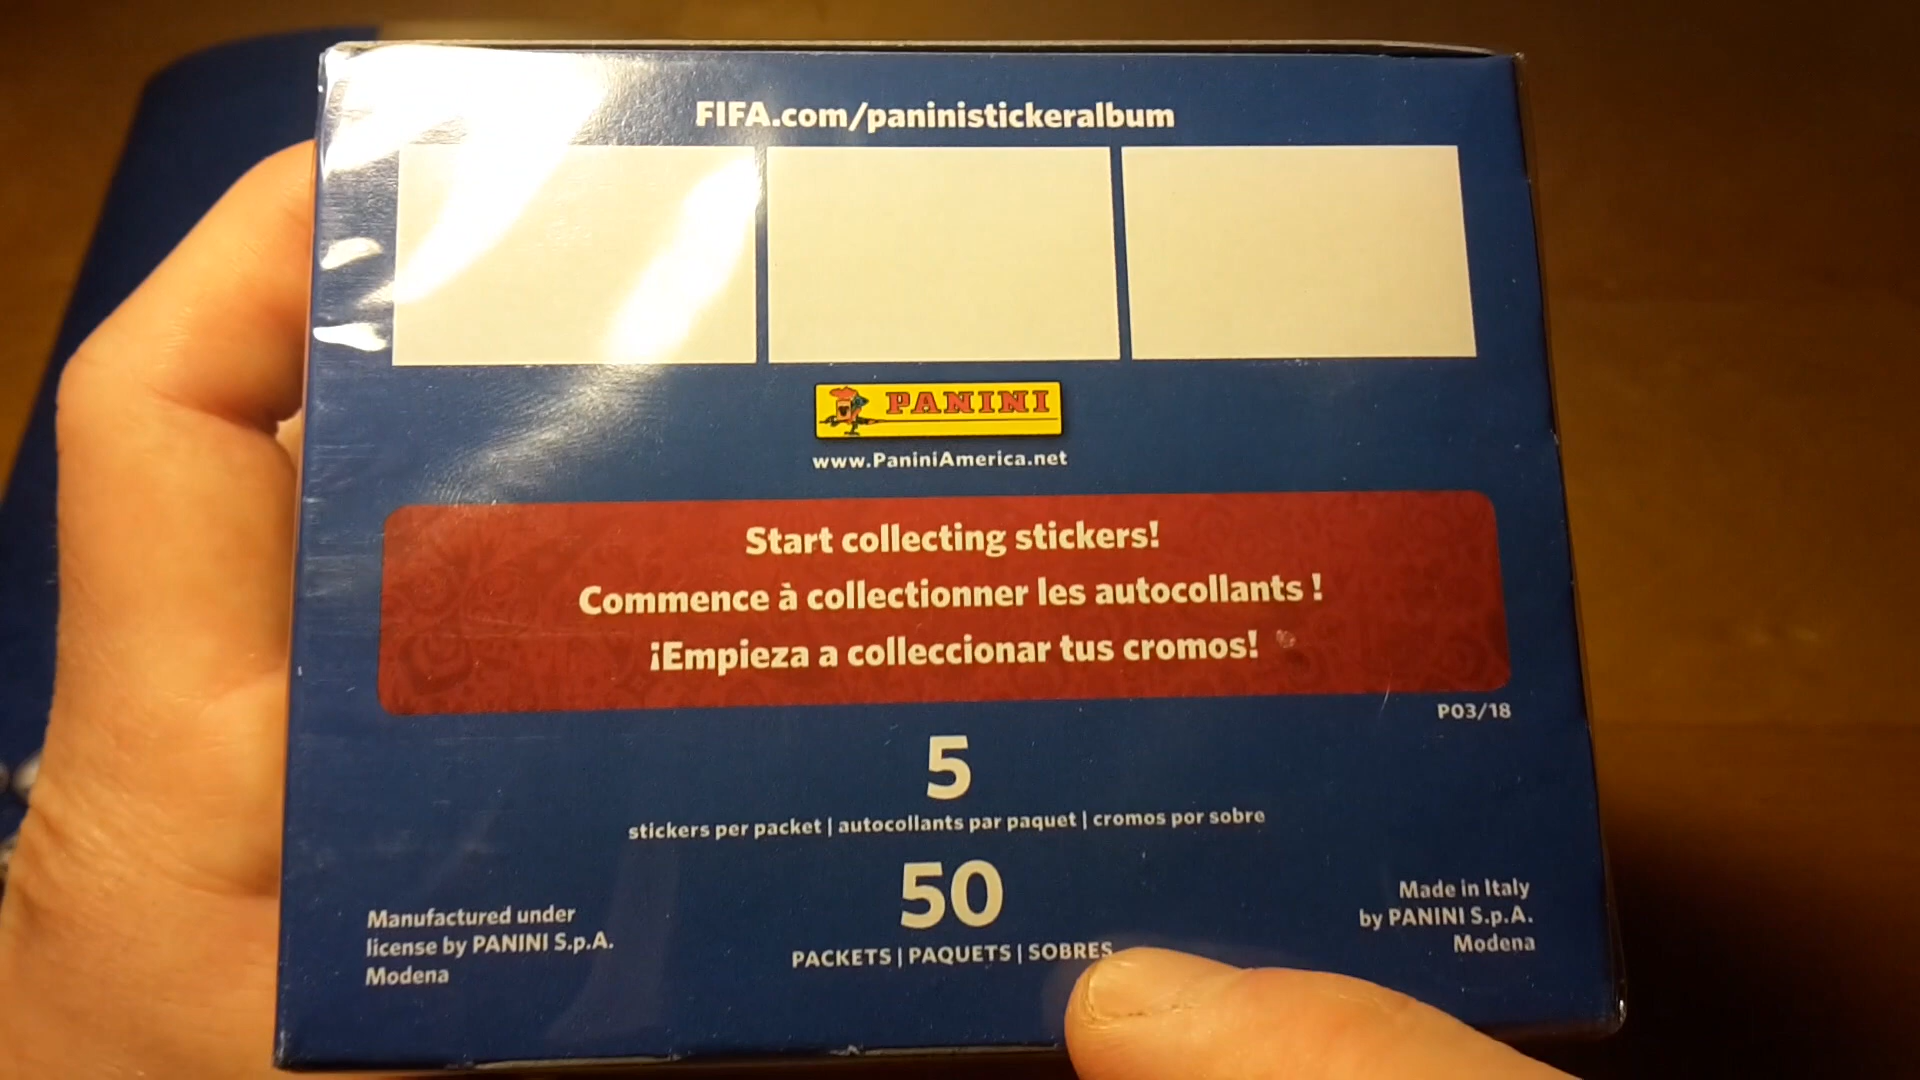 FIFA.com/paninistickeralbum
PANINI
www.PaniniAmerica.net
Start collecting stickers!
Commence à collectionner les autocollants !
¡Empieza a colleccionar tus cromos!
P03/18
5
stickers per packet | autocollants par paquet | cromos por sobre
50
PACKETS | PAQUETS | SOBRES
Manufactured under
license by PANINI S.p.A.
Modena
Made in Italy
by PANINI S.p.A.
Modena